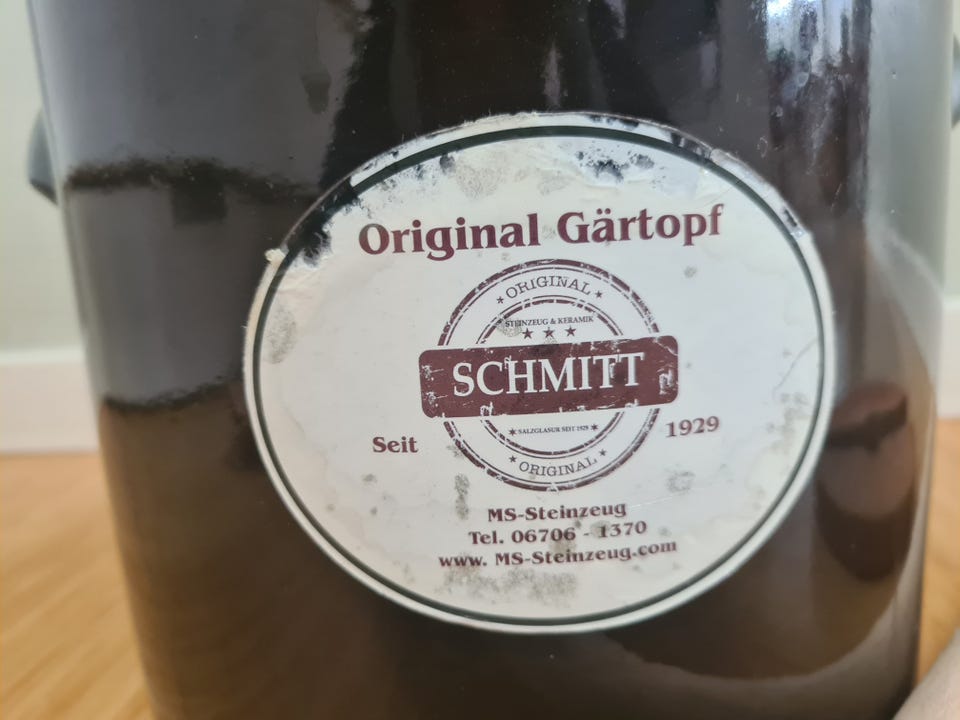 Original Gärtopf
★ ORIGINAL ★
STEINZEUG & KERAMIK
★ ★ ★
SCHMITT
★ SALZGLASUR SEIT 1929 ★
Seit 1929
★ ORIGINAL ★
MS-Steinzeug
Tel. 06706 - 1370
www. MS-Steinzeug.com